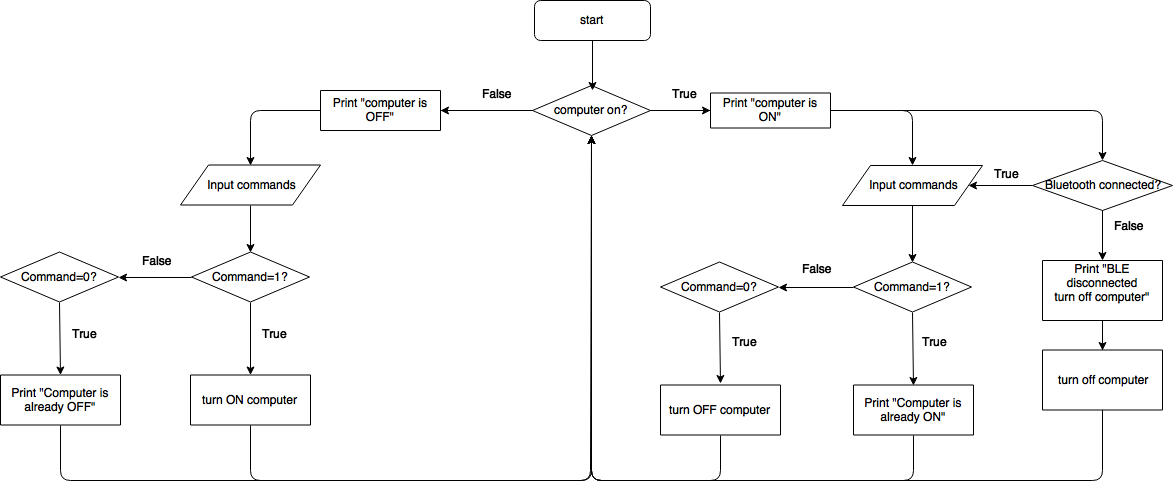 start
False
True
Print "computer is
OFF"
computer on?
Print "computer is
ON"
Input commands
Input commands
True
Bluetooth connected?
False
False
Command=0?
Command=1?
False
Command=0?
Command=1?
Print "BLE
disconnected
turn off computer"
True
True
True
True
Print "Computer is
already OFF"
turn ON computer
turn OFF computer
Print "Computer is
already ON"
turn off computer